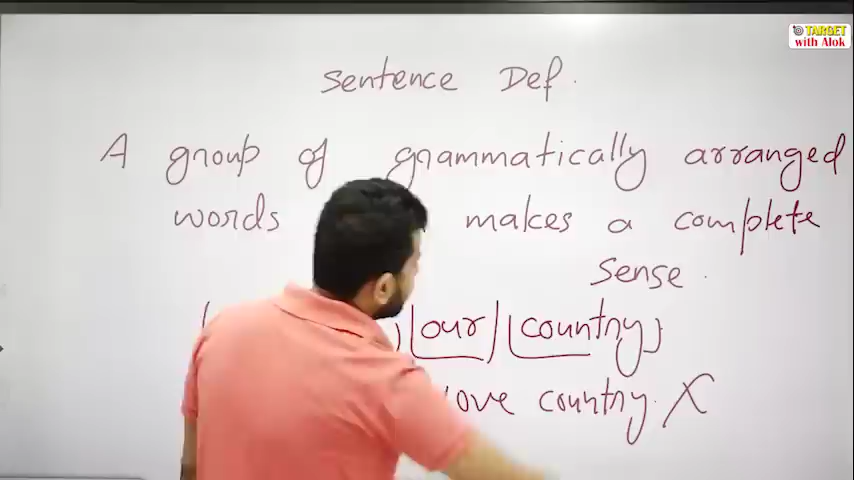 TARGET
with Alok
Sentence Def.
A group of grammatically arranged
words makes a complete
Sense.
our country
love country. X